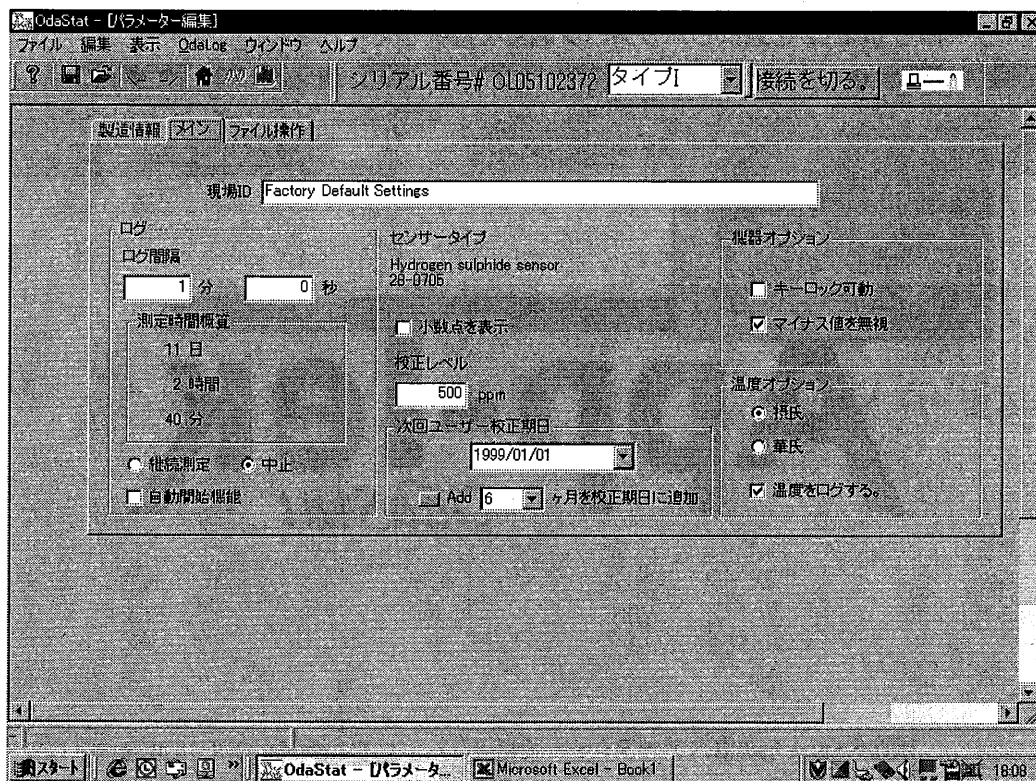 OdaStat - [パラメーター編集]
ファイル 編集 表示 OdaLog ウィンドウ ヘルプ
シリアル番号# OL05102372 タイプI 接続を切る。
製造情報 メイン ファイル操作
現場ID Factory Default Settings
ログ
ログ間隔
1 分 0 秒
測定時間概算
11 日
2 時間
40 分
継続測定 中止
自動開始機能
センサータイプ
Hydrogen sulphide sensor
28-0705
小数点を表示
校正レベル
500 ppm
次回ユーザー校正期日
1999/01/01
Add 6 ヶ月を校正期日に追加
機器オプション
キーロック可動
マイナス値を無視
温度オプション
摂氏
華氏
温度をログする。
スタート OdaStat - [パラメータ... Microsoft Excel - Book1 18:00